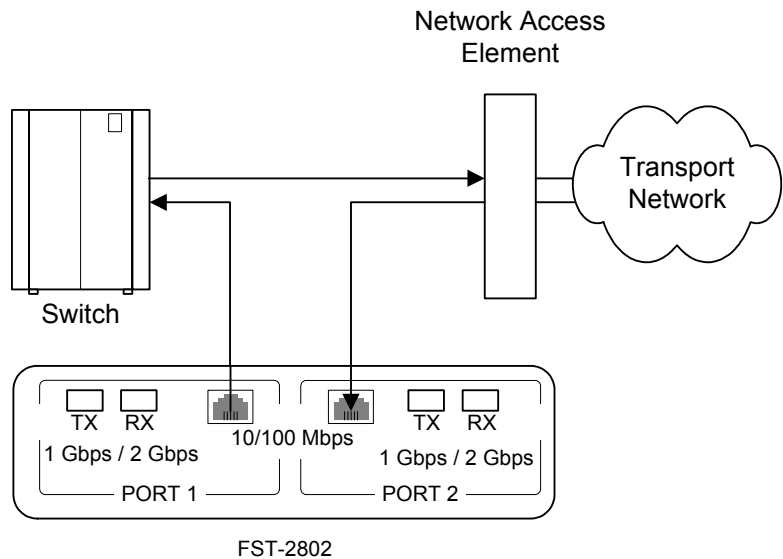 Network Access
Element
Transport
Network
Switch
TX RX
TX RX
10/100 Mbps
1 Gbps / 2 Gbps
1 Gbps / 2 Gbps
PORT 1
PORT 2
FST-2802